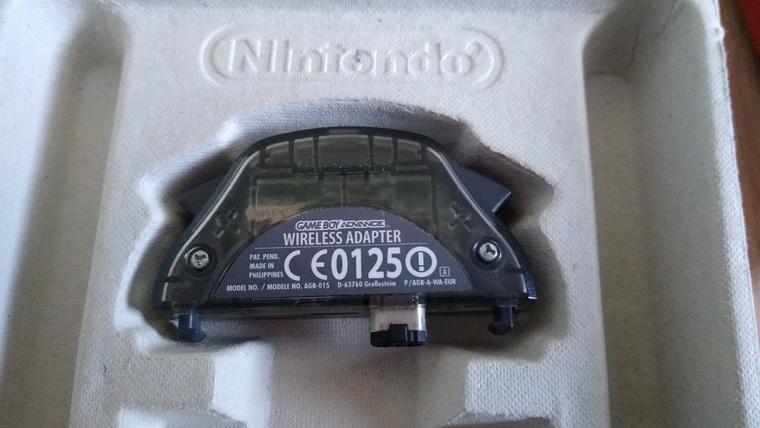 Nintendo®
GAME BOY ADVANCE
WIRELESS ADAPTER
PAT. PEND.
MADE IN
PHILIPPINES
CE0125
A
MODEL NO. / MODELE NO. AGB-015 D-63760 Großostheim P/AGB-A-WA-EUR